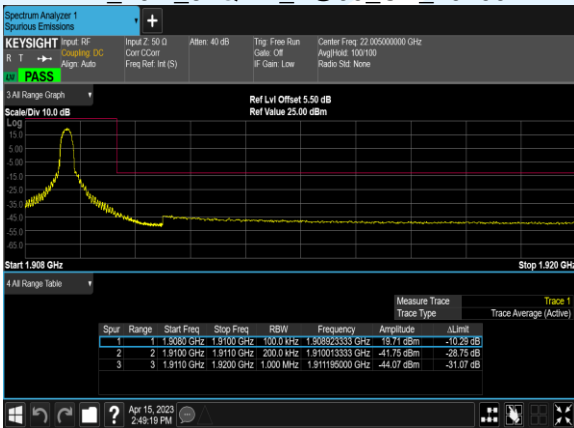 Spectrum Analyzer 1
Spurious Emissions
+
KEYSIGHT Input: RF Input Z: 50 Ω Atten: 40 dB Trig: Free Run Center Freq: 22.005000000 GHz
R T Coupling: DC Corr CCorr Gate: Off Avg|Hold: 100/100
Align: Auto Freq Ref: Int (S) IF Gain: Low Radio Std: None
PASS
3 All Range Graph
Ref Lvl Offset 5.50 dB
Scale/Div 10.0 dB Ref Value 25.00 dBm
Log
15.0
5.00
-5.00
-15.0
-25.0
-35.0
-45.0
-55.0
-65.0
Start 1.908 GHz Stop 1.920 GHz
4 All Range Table
Measure Trace Trace 1
Trace Type Trace Average (Active)
Spur Range Start Freq Stop Freq RBW Frequency Amplitude ΔLimit
1 1 1.9080 GHz 1.9100 GHz 100.0 kHz 1.908923333 GHz 19.71 dBm -10.29 dB
2 2 1.9100 GHz 1.9110 GHz 200.0 kHz 1.910013333 GHz -41.75 dBm -28.75 dB
3 3 1.9110 GHz 1.9200 GHz 1.000 MHz 1.911195000 GHz -44.07 dBm -31.07 dB
? Apr 15, 2023
2:49:19 PM